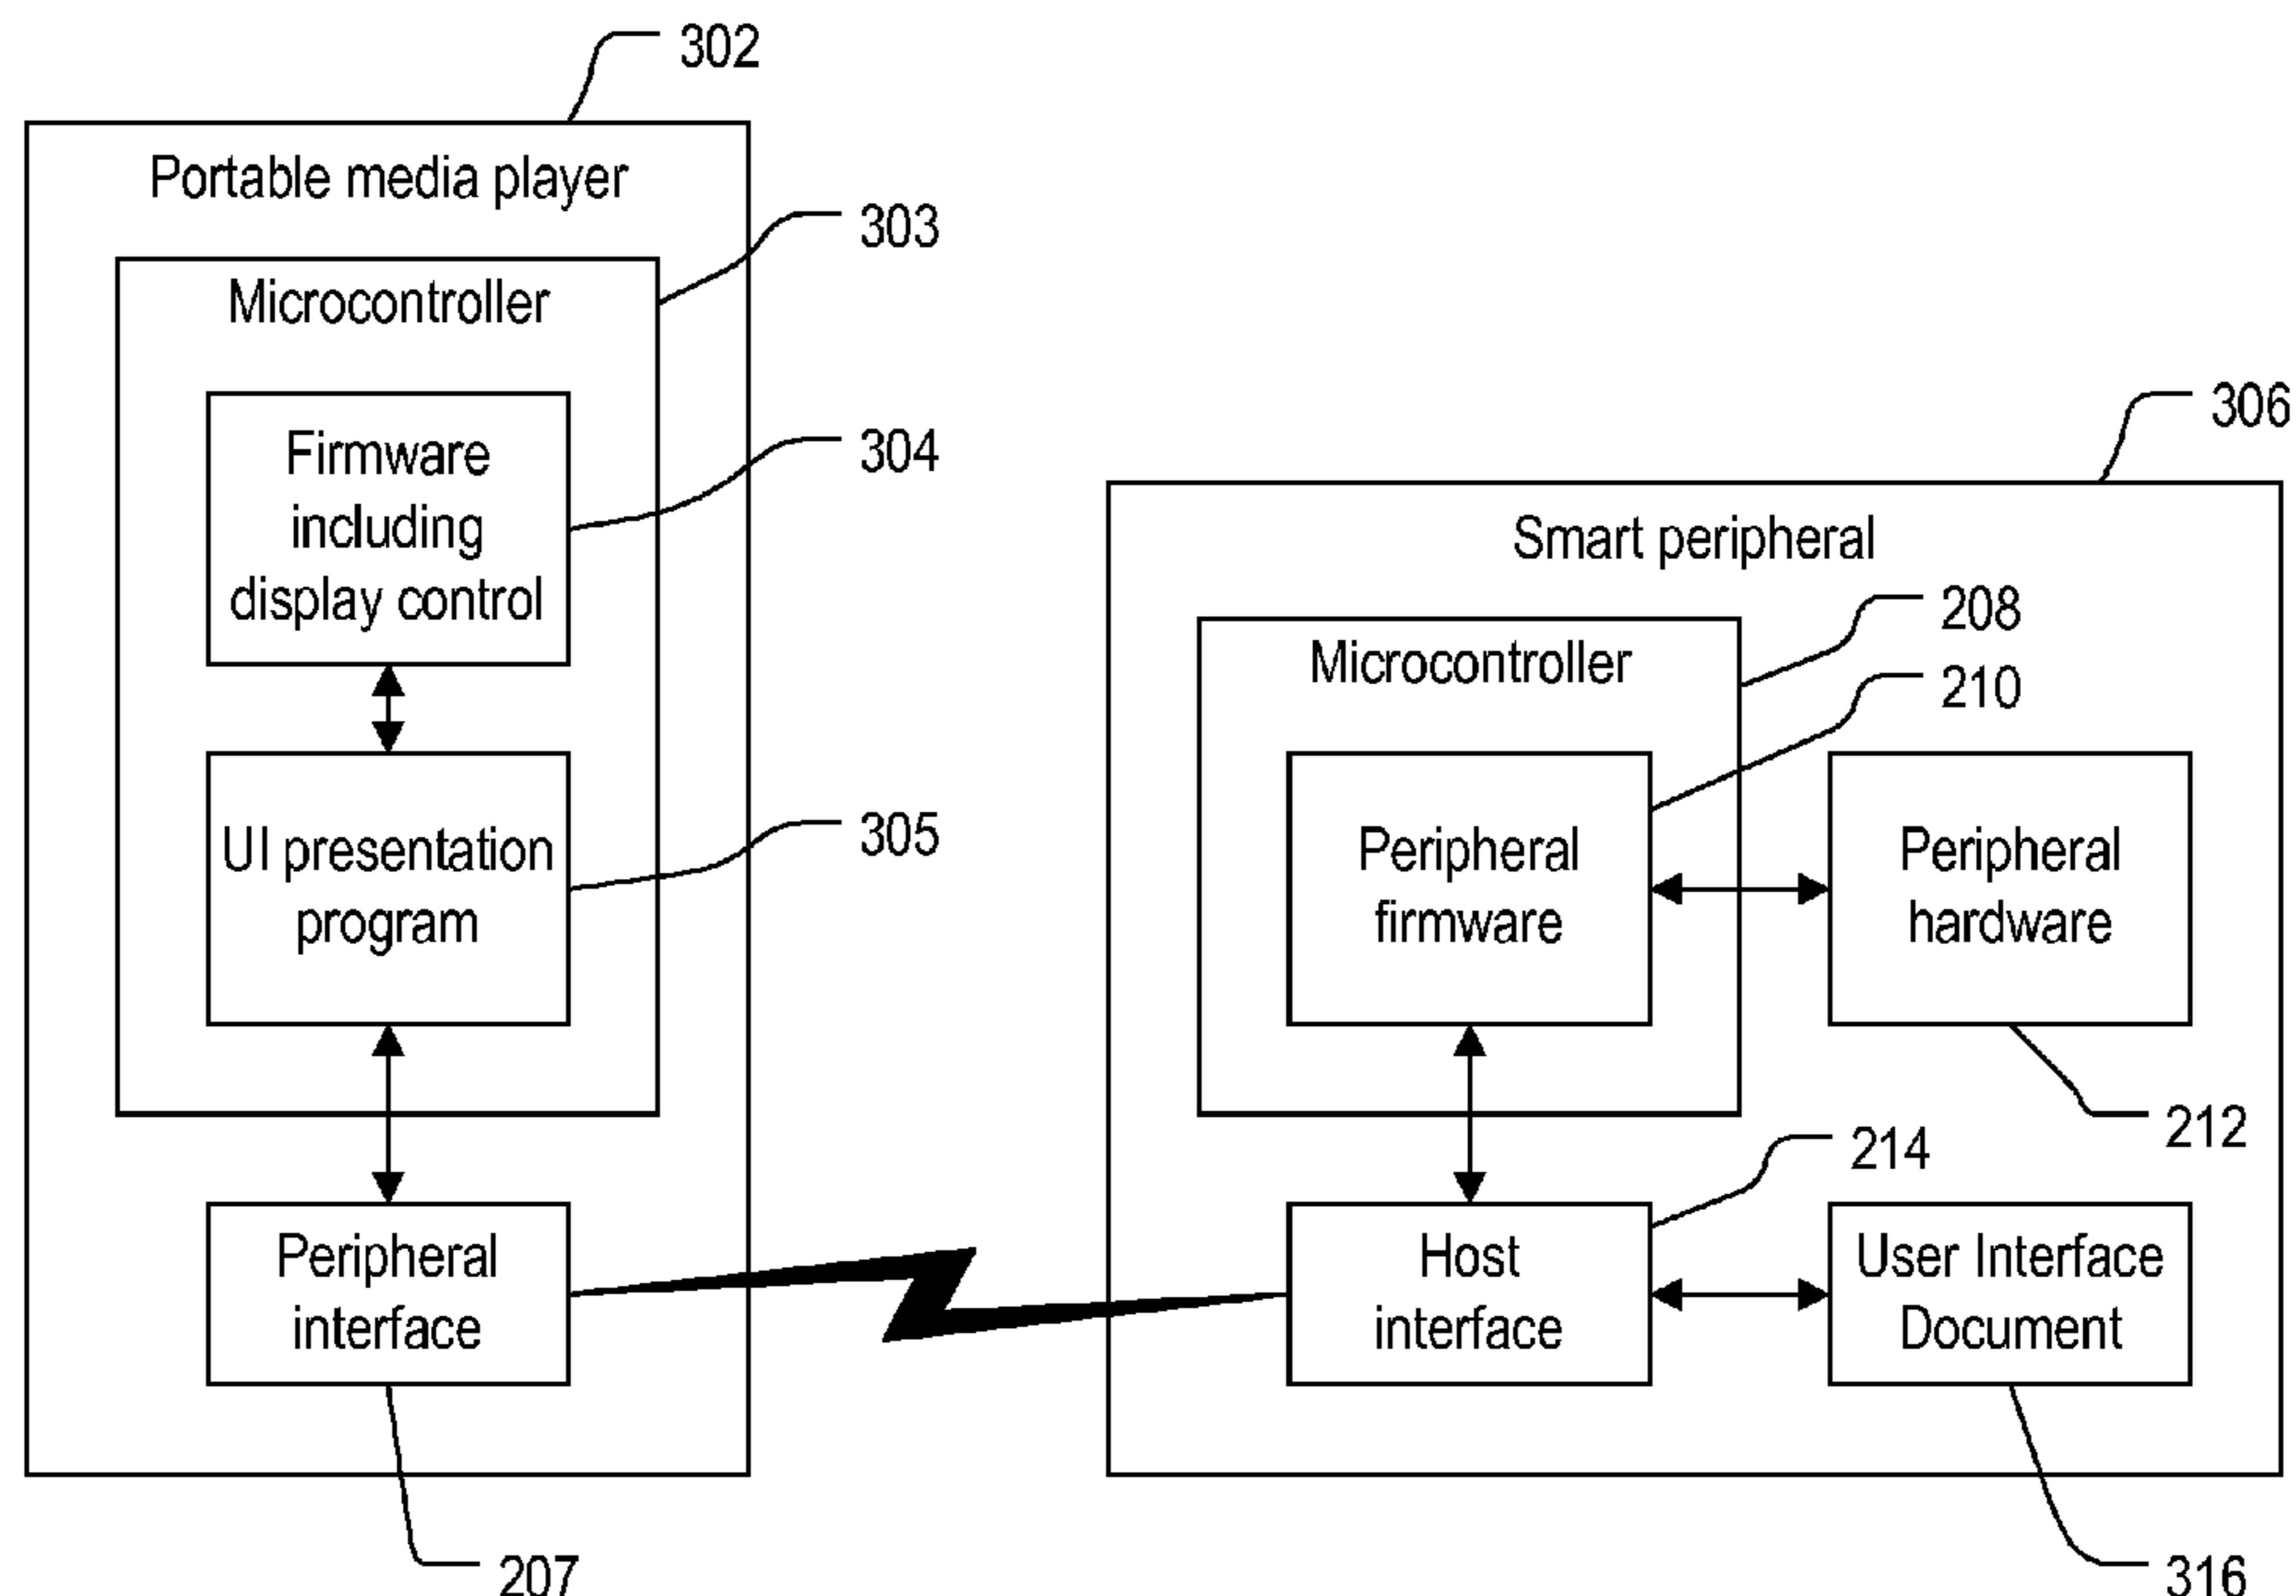 302
Portable media player
303
Microcontroller
304
Firmware
including
display control
305
UI presentation
program
Peripheral
interface
207
306
Smart peripheral
208
Microcontroller
210
Peripheral
firmware
Peripheral
hardware
212
214
Host
interface
User Interface
Document
316